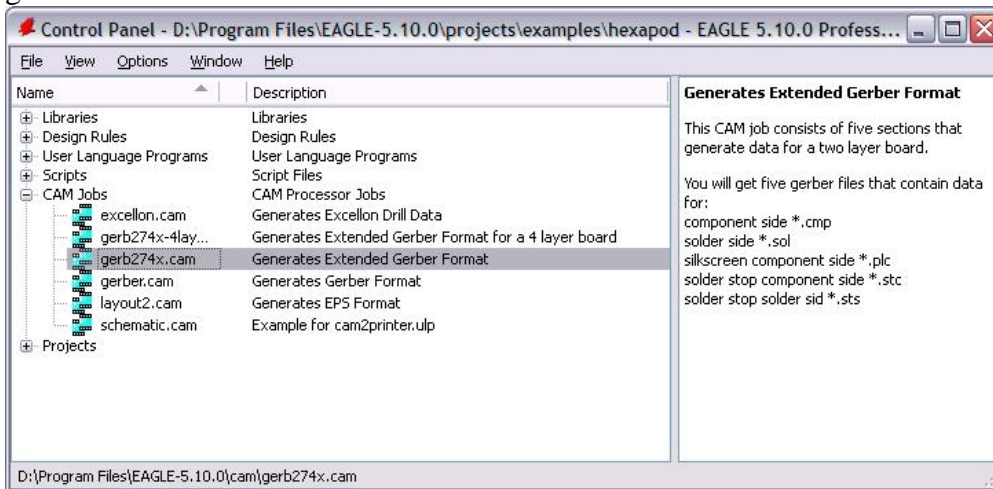 Control Panel - D:\Program Files\EAGLE-5.10.0\projects\examples\hexapod - EAGLE 5.10.0 Profess...
File View Options Window Help
Name Description
Libraries Libraries
Design Rules Design Rules
User Language Programs User Language Programs
Scripts Script Files
CAM Jobs CAM Processor Jobs
excellon.cam Generates Excellon Drill Data
gerb274x-4lay... Generates Extended Gerber Format for a 4 layer board
gerb274x.cam Generates Extended Gerber Format
gerber.cam Generates Gerber Format
layout2.cam Generates EPS Format
schematic.cam Example for cam2printer.ulp
Projects
Generates Extended Gerber Format
This CAM job consists of five sections that
generate data for a two layer board.
You will get five gerber files that contain data
for:
component side *.cmp
solder side *.sol
silkscreen component side *.plc
solder stop component side *.stc
solder stop solder sid *.sts
D:\Program Files\EAGLE-5.10.0\cam\gerb274x.cam